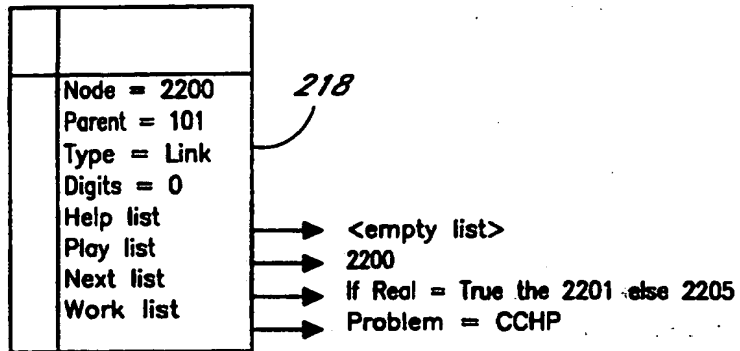 Node = 2200
218
Parent = 101
Type = Link
Digits = 0
Help list
<empty list>
Play list
2200
Next list
If Real = True the 2201 else 2205
Work list
Problem = CCHP